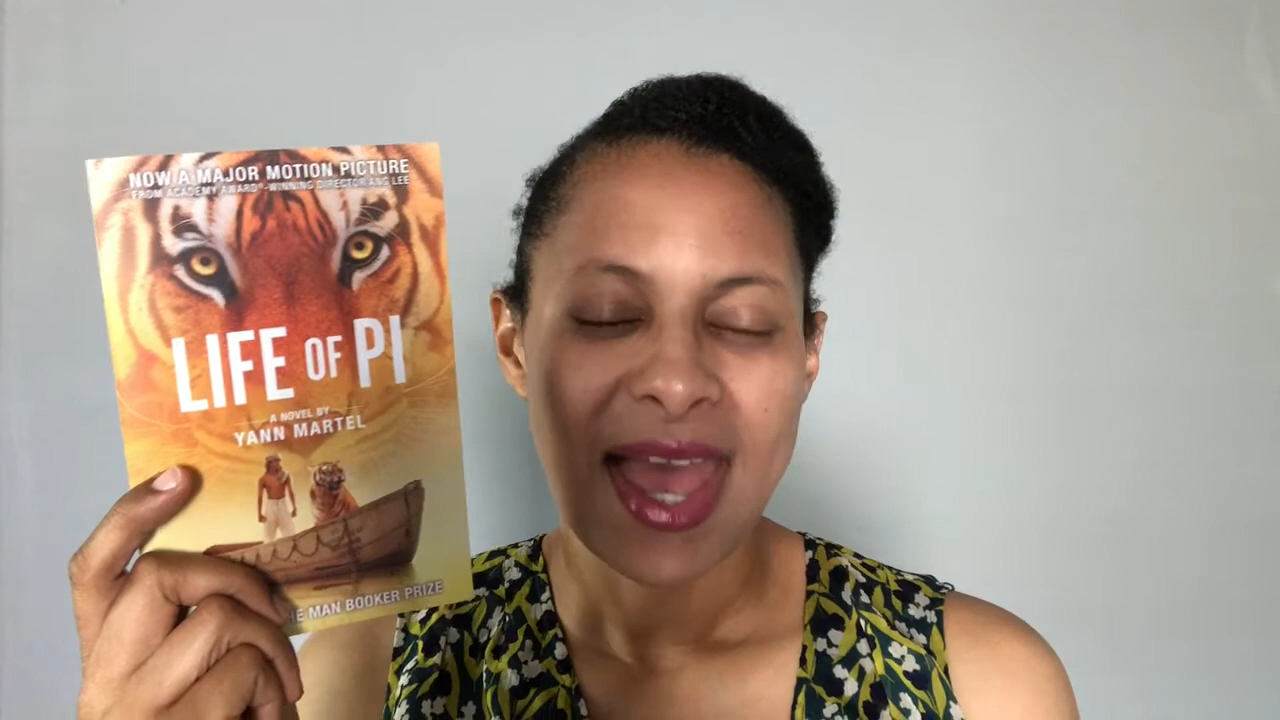 NOW A MAJOR MOTION PICTURE
FROM ACADEMY AWARD®-WINNING DIRECTOR ANG LEE
LIFE OF PI
A NOVEL BY
YANN MARTEL
THE MAN BOOKER PRIZE